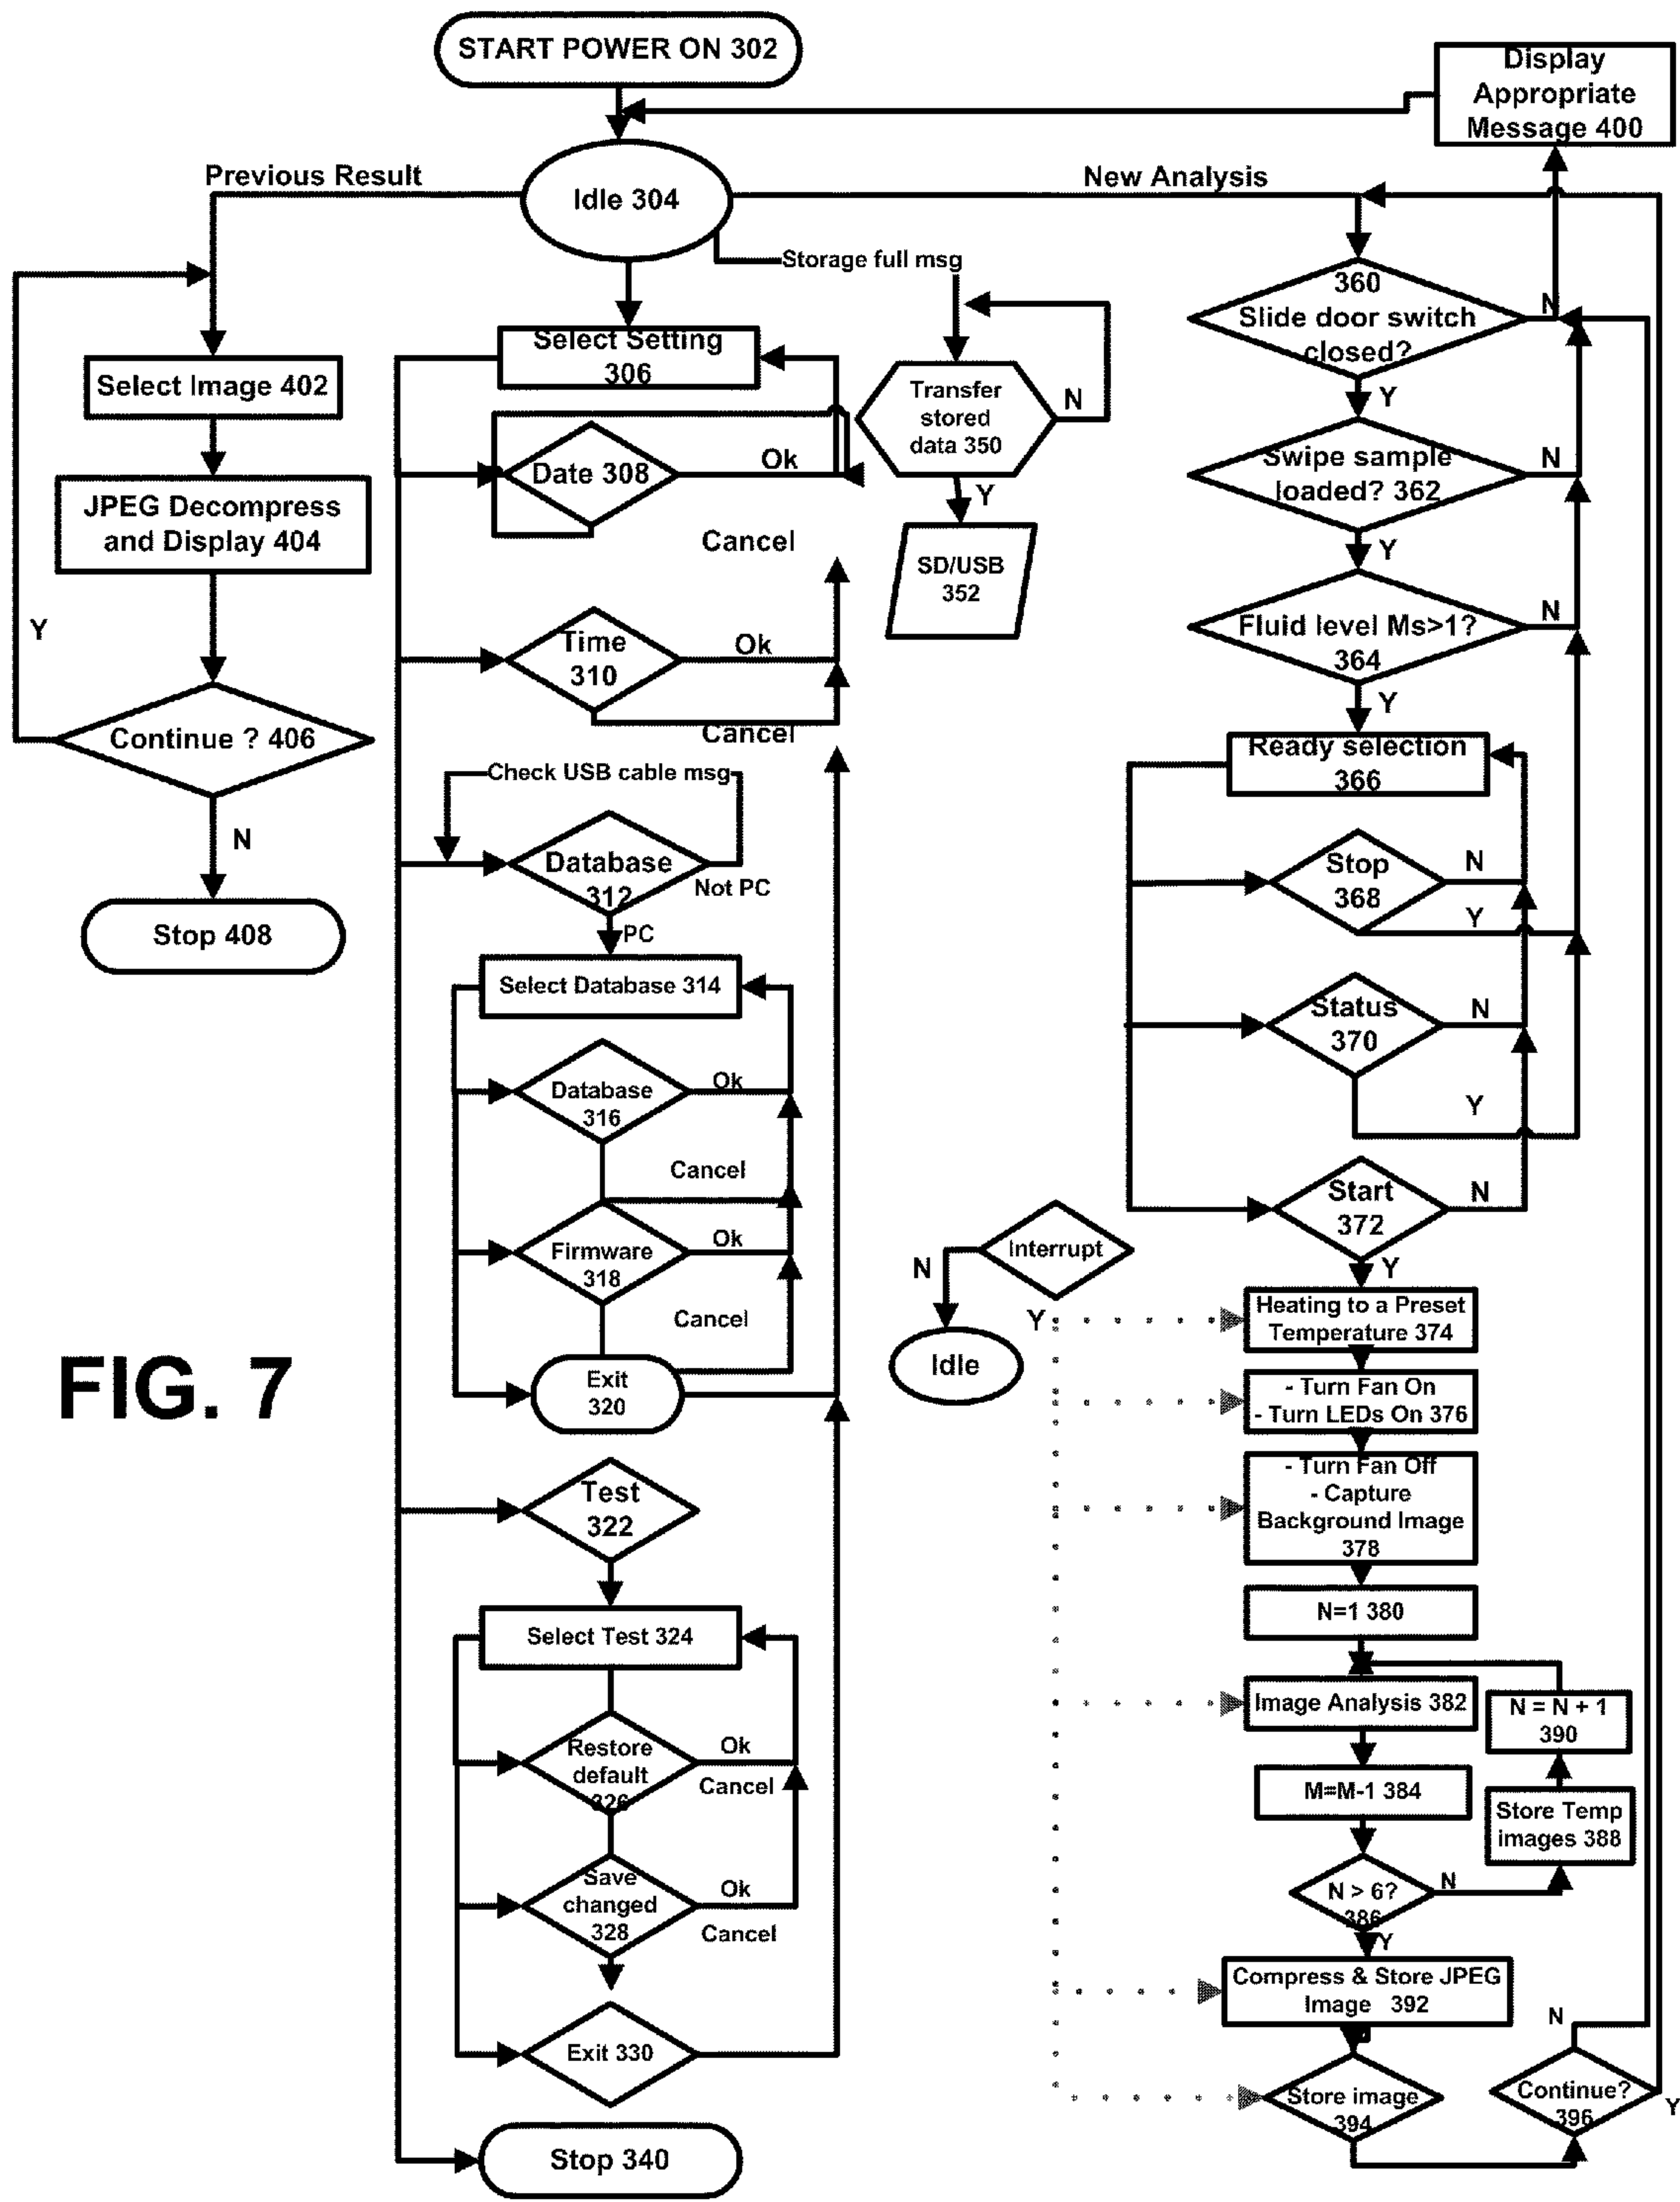 START POWER ON 302
Display
Appropriate
Message 400
Previous Result
Idle 304
New Analysis
Storage full msg
Select Image 402
JPEG Decompress
and Display 404
Y
Continue ? 406
N
Stop 408
Select Setting
306
Date 308
Ok
Cancel
Time
310
Ok
Cancel
Check USB cable msg
Database
312
Not PC
PC
Select Database 314
Database
316
Ok
Cancel
Firmware
318
Ok
Cancel
Exit
320
Test
322
Select Test 324
Restore
default
326
Ok
Cancel
Save
changed
328
Ok
Cancel
Exit 330
Stop 340
Transfer
stored
data 350
N
Y
SD/USB
352
360
Slide door switch
closed?
N
Y
Swipe sample
loaded? 362
N
Y
Fluid level Ms>1?
364
N
Y
Ready selection
366
Stop
368
N
Y
Status
370
N
Y
Start
372
N
Y
Interrupt
N
Y
Idle
Heating to a Preset
Temperature 374
- Turn Fan On
- Turn LEDs On 376
- Turn Fan Off
- Capture
Background Image
378
N=1 380
Image Analysis 382
N = N + 1
390
M=M-1 384
Store Temp
images 388
N > 6?
386
N
Y
Compress & Store JPEG
Image 392
Store image
394
N
Continue?
396
Y
FIG. 7